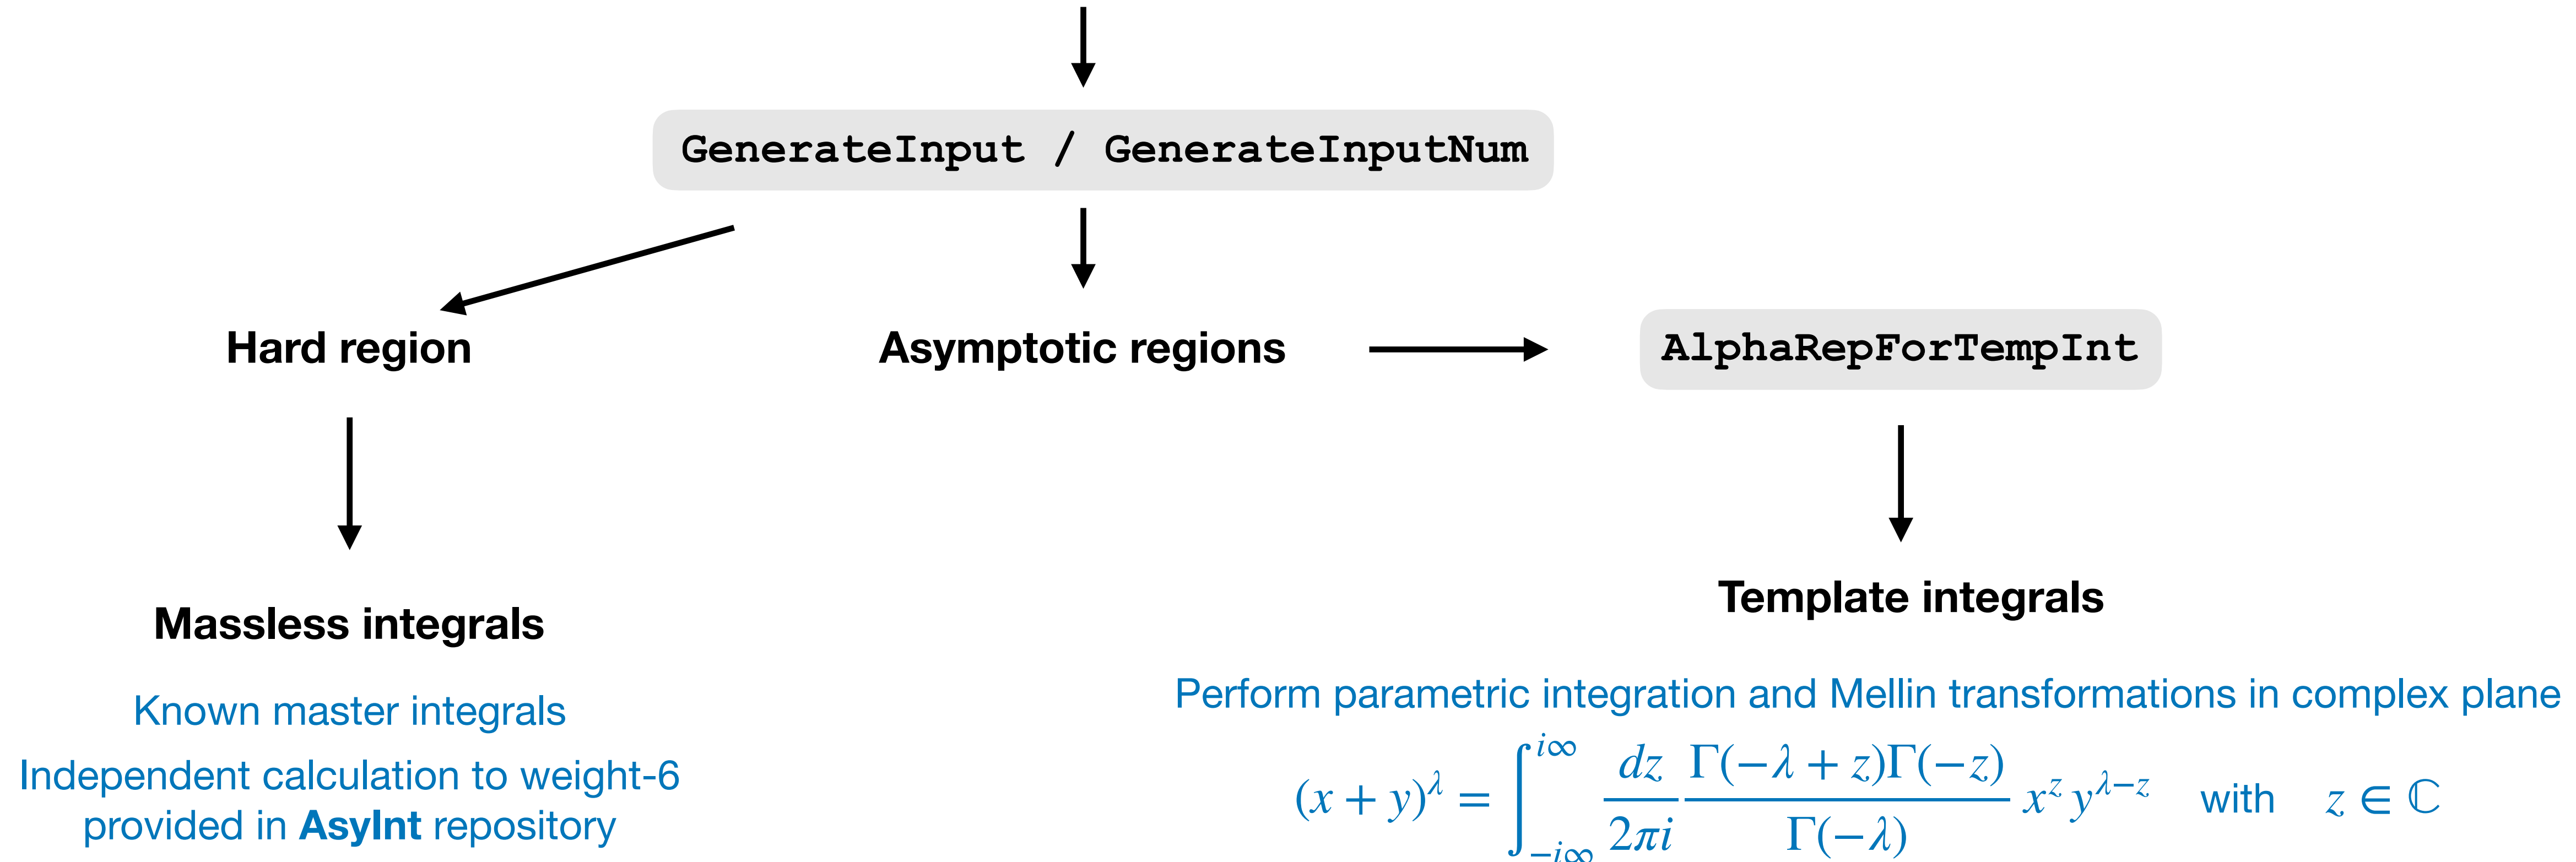 GenerateInput / GenerateInputNum
Hard region
Asymptotic regions
AlphaRepForTempInt
Massless integrals
Template integrals
Known master integrals
Independent calculation to weight-6
provided in AsyInt repository
Perform parametric integration and Mellin transformations in complex plane
(x + y)^λ = ∫_{−i∞}^{i∞} dz/2πi Γ(−λ + z)Γ(−z)/Γ(−λ) x^z y^{λ−z} with z ∈ ℂ